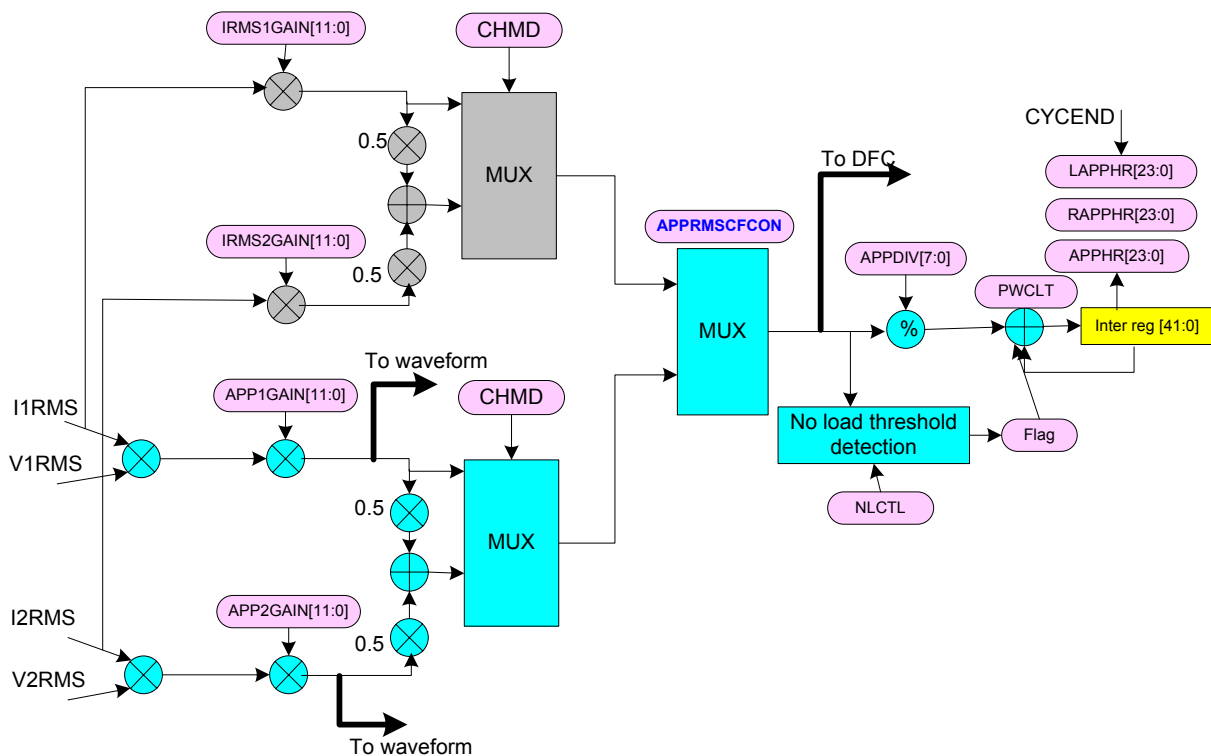 IRMS1GAIN[11:0]
CHMD
0.5
MUX
IRMS2GAIN[11:0]
0.5
CYCEND
To DFC
LAPPHR[23:0]
RAPPHR[23:0]
APPRMSCFCON
APPDIV[7:0]
APPHR[23:0]
PWCLT
MUX
%
Inter reg [41:0]
To waveform
I1RMS
APP1GAIN[11:0]
CHMD
V1RMS
No load threshold
detection
Flag
0.5
NLCTL
MUX
I2RMS
APP2GAIN[11:0]
0.5
V2RMS
To waveform